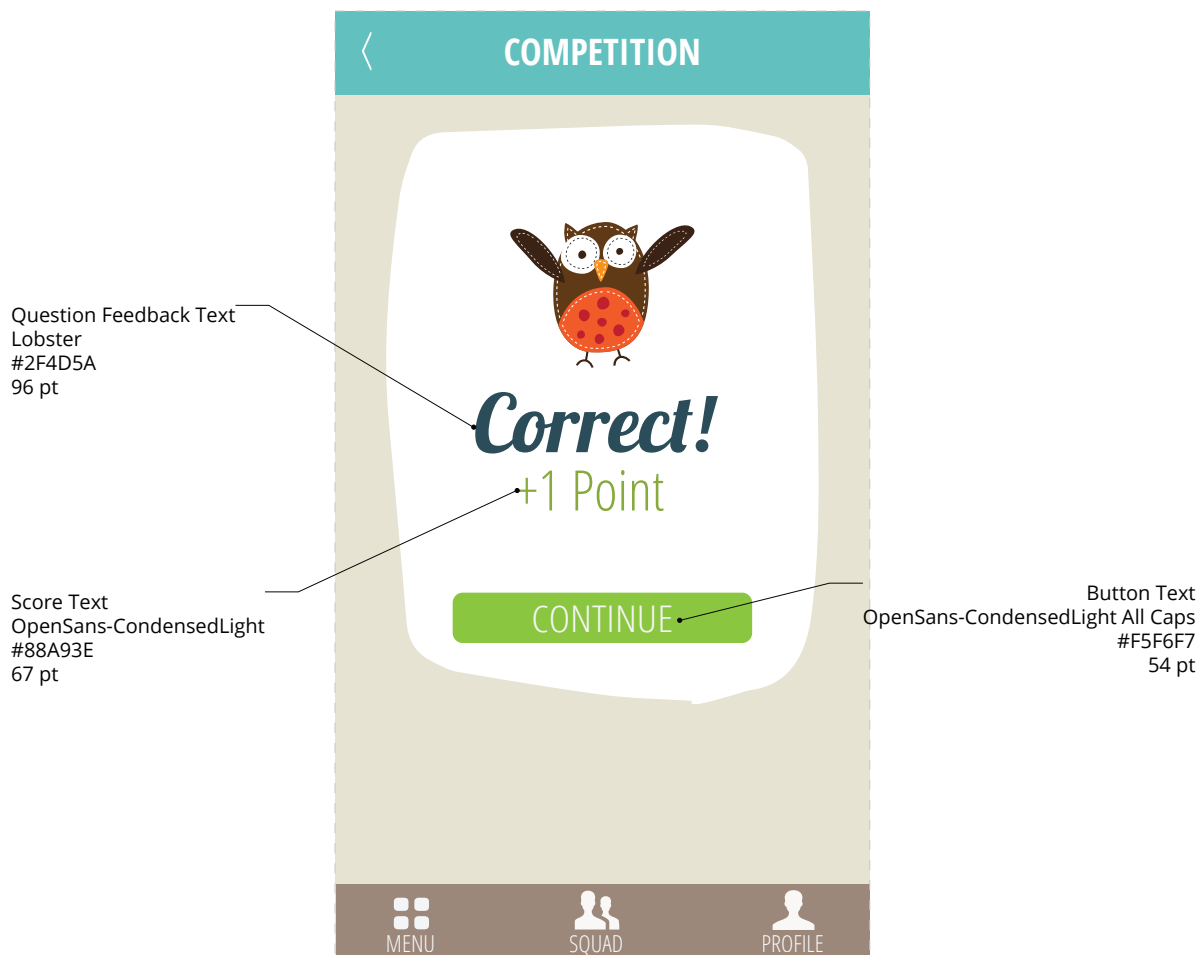 COMPETITION
Question Feedback Text
Lobster
#2F4D5A
96 pt
Correct!
+1 Point
Score Text
OpenSans-CondensedLight
#88A93E
67 pt
CONTINUE
Button Text
OpenSans-CondensedLight All Caps
#F5F6F7
54 pt
MENU
SQUAD
PROFILE